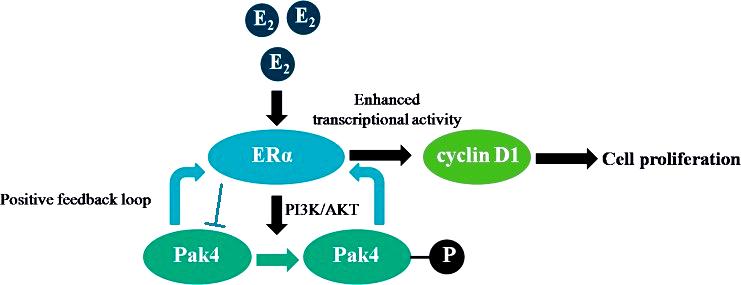 E2
E2
E2
Enhanced
transcriptional activity
ERα
cyclin D1
Cell proliferation
Positive feedback loop
PI3K/AKT
Pak4
Pak4
P